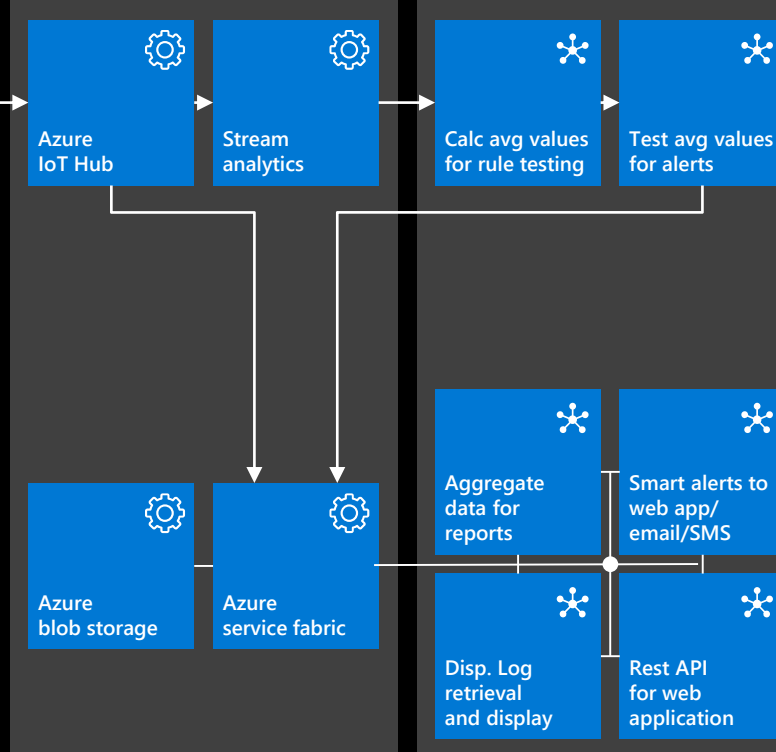 Azure
IoT Hub
Stream
analytics
Calc avg values
for rule testing
Test avg values
for alerts
Aggregate
data for
reports
Smart alerts to
web app/
email/SMS
Azure
blob storage
Azure
service fabric
Disp. Log
retrieval
and display
Rest API
for web
application